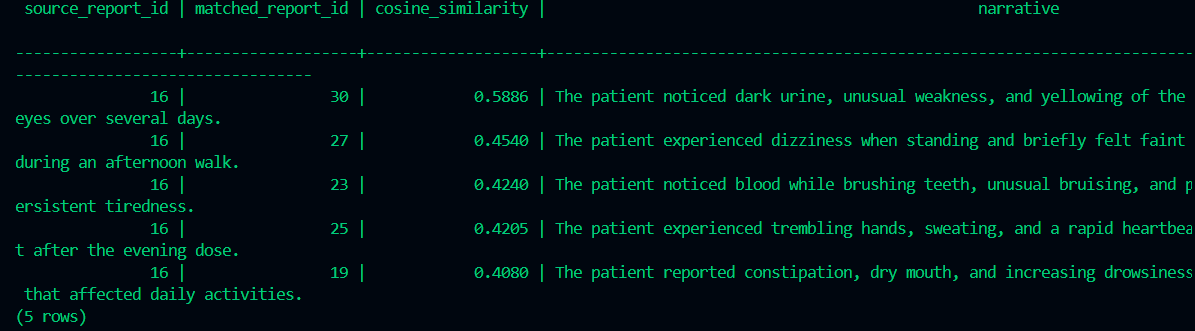 source_report_id | matched_report_id | cosine_similarity | narrative
------------------+-------------------+-------------------+-----------------------------------------------------------------
---------------------------------
16 | 30 | 0.5886 | The patient noticed dark urine, unusual weakness, and yellowing of the
eyes over several days.
16 | 27 | 0.4540 | The patient experienced dizziness when standing and briefly felt faint
during an afternoon walk.
16 | 23 | 0.4240 | The patient noticed blood while brushing teeth, unusual bruising, and p
ersistent tiredness.
16 | 25 | 0.4205 | The patient experienced trembling hands, sweating, and a rapid heartbea
t after the evening dose.
16 | 19 | 0.4080 | The patient reported constipation, dry mouth, and increasing drowsiness
that affected daily activities.
(5 rows)